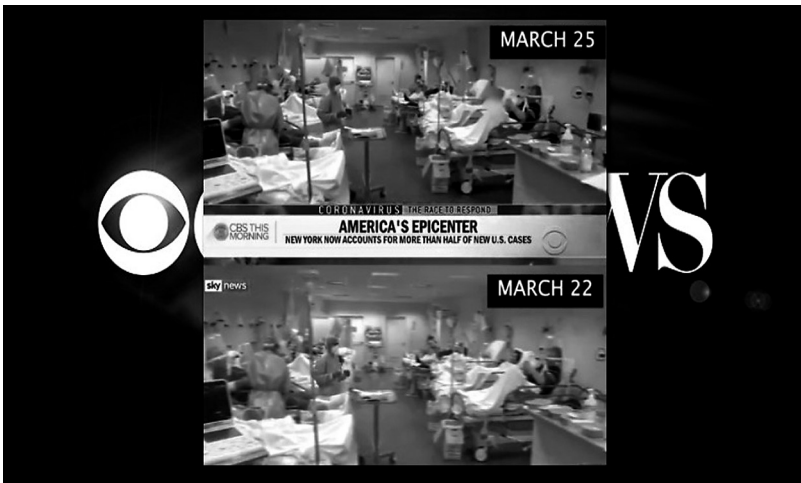 MARCH 25
CORONAVIRUS THE RACE TO RESPOND
CBS THIS
MORNING
AMERICA'S EPICENTER
NEW YORK NOW ACCOUNTS FOR MORE THAN HALF OF NEW U.S. CASES
WS
sky news
MARCH 22